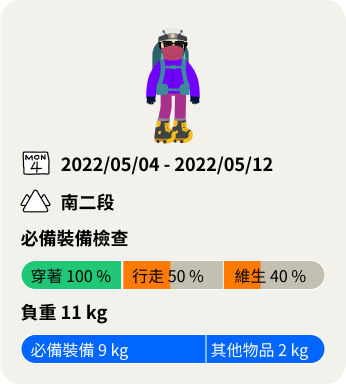 MON
4
2022/05/04 - 2022/05/12
南二段
必備裝備檢查
穿著 100 % 行走 50 % 維生 40 %
負重 11 kg
必備裝備 9 kg 其他物品 2 kg